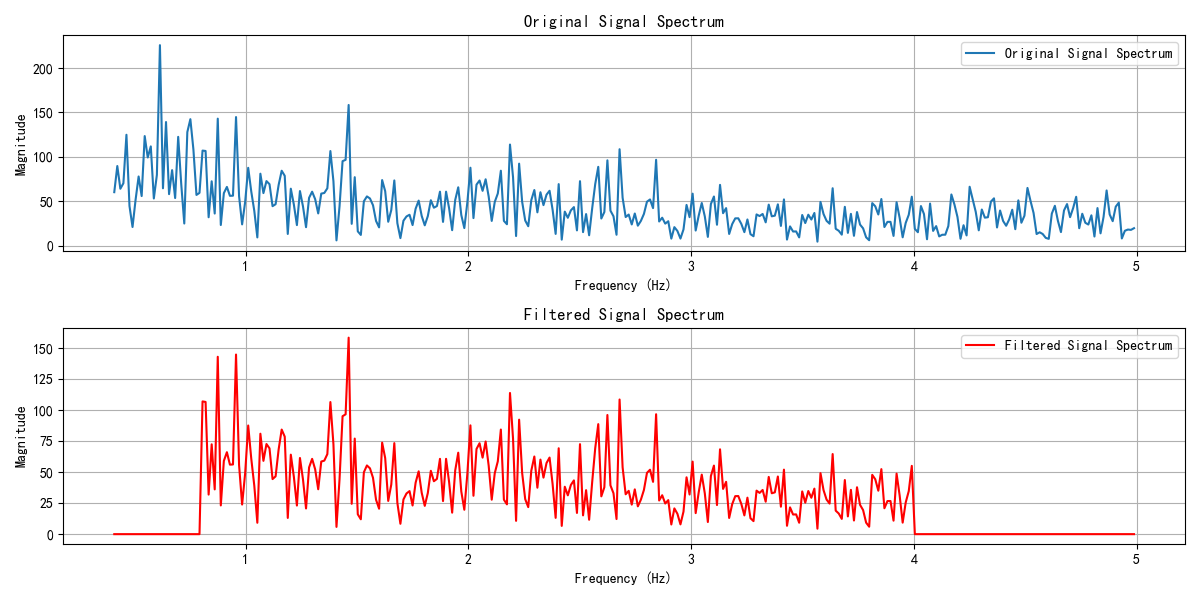 Original Signal Spectrum
Original Signal Spectrum
Magnitude
200
150
100
50
0
1 2 3 4 5
Frequency (Hz)
Filtered Signal Spectrum
Filtered Signal Spectrum
Magnitude
150
125
100
75
50
25
0
1 2 3 4 5
Frequency (Hz)